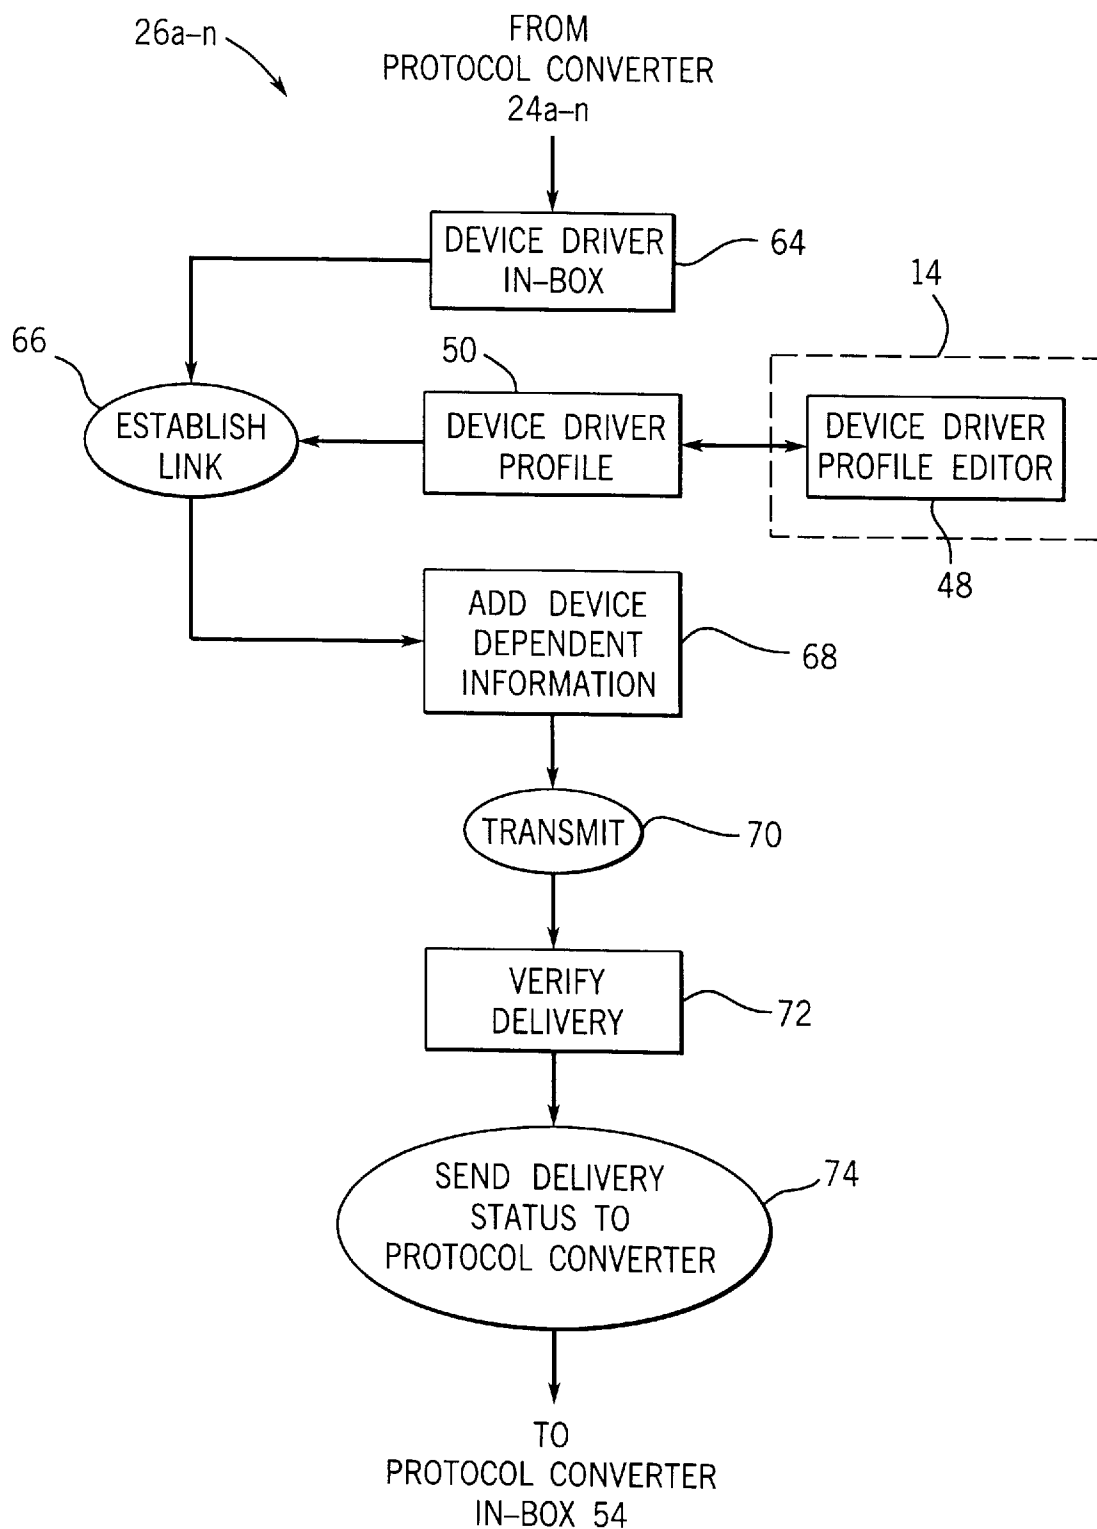 26a–n
FROM
PROTOCOL CONVERTER
24a–n
DEVICE DRIVER
IN–BOX
64
14
66
50
ESTABLISH
LINK
DEVICE DRIVER
PROFILE
DEVICE DRIVER
PROFILE EDITOR
48
ADD DEVICE
DEPENDENT
INFORMATION
68
TRANSMIT
70
VERIFY
DELIVERY
72
SEND DELIVERY
STATUS TO
PROTOCOL CONVERTER
74
TO
PROTOCOL CONVERTER
IN–BOX 54